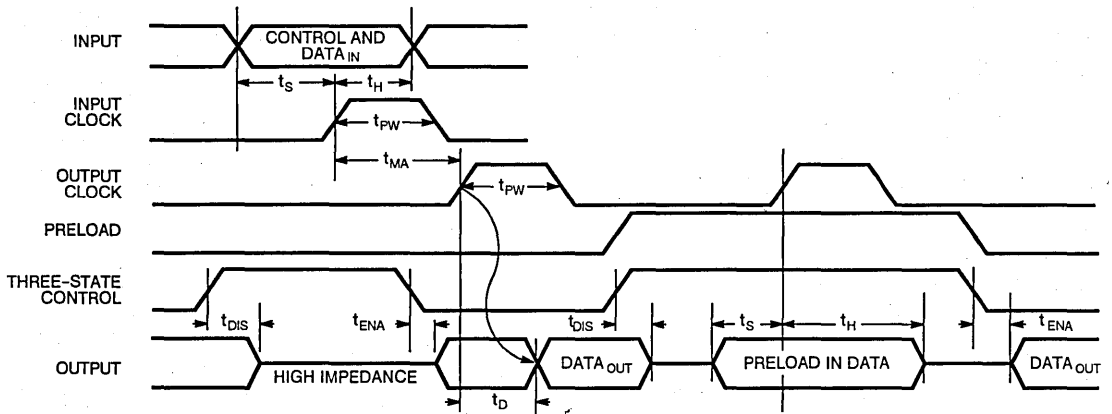 INPUT
CONTROL AND
DATA IN
tS
tH
INPUT
CLOCK
tPW
tMA
OUTPUT
CLOCK
tPW
PRELOAD
THREE-STATE
CONTROL
tDIS
tENA
tDIS
tS
tH
tENA
OUTPUT
HIGH IMPEDANCE
DATA OUT
PRELOAD IN DATA
DATA OUT
tD